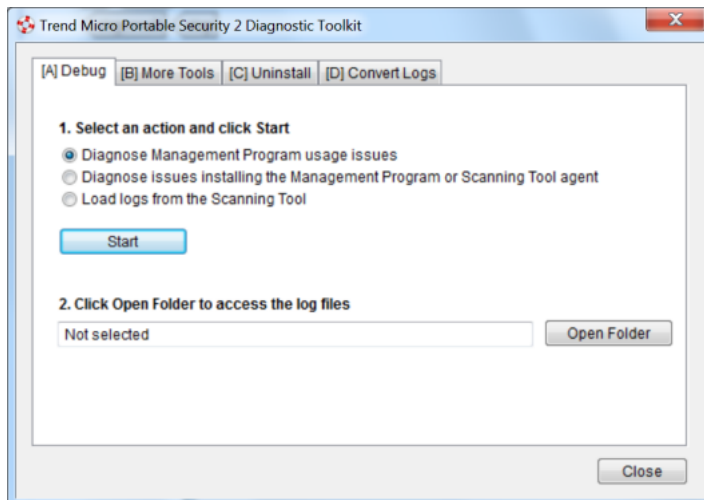 Trend Micro Portable Security 2 Diagnostic Toolkit
[A] Debug [B] More Tools [C] Uninstall [D] Convert Logs
1. Select an action and click Start
Diagnose Management Program usage issues
Diagnose issues installing the Management Program or Scanning Tool agent
Load logs from the Scanning Tool
Start
2. Click Open Folder to access the log files
Not selected
Open Folder
Close